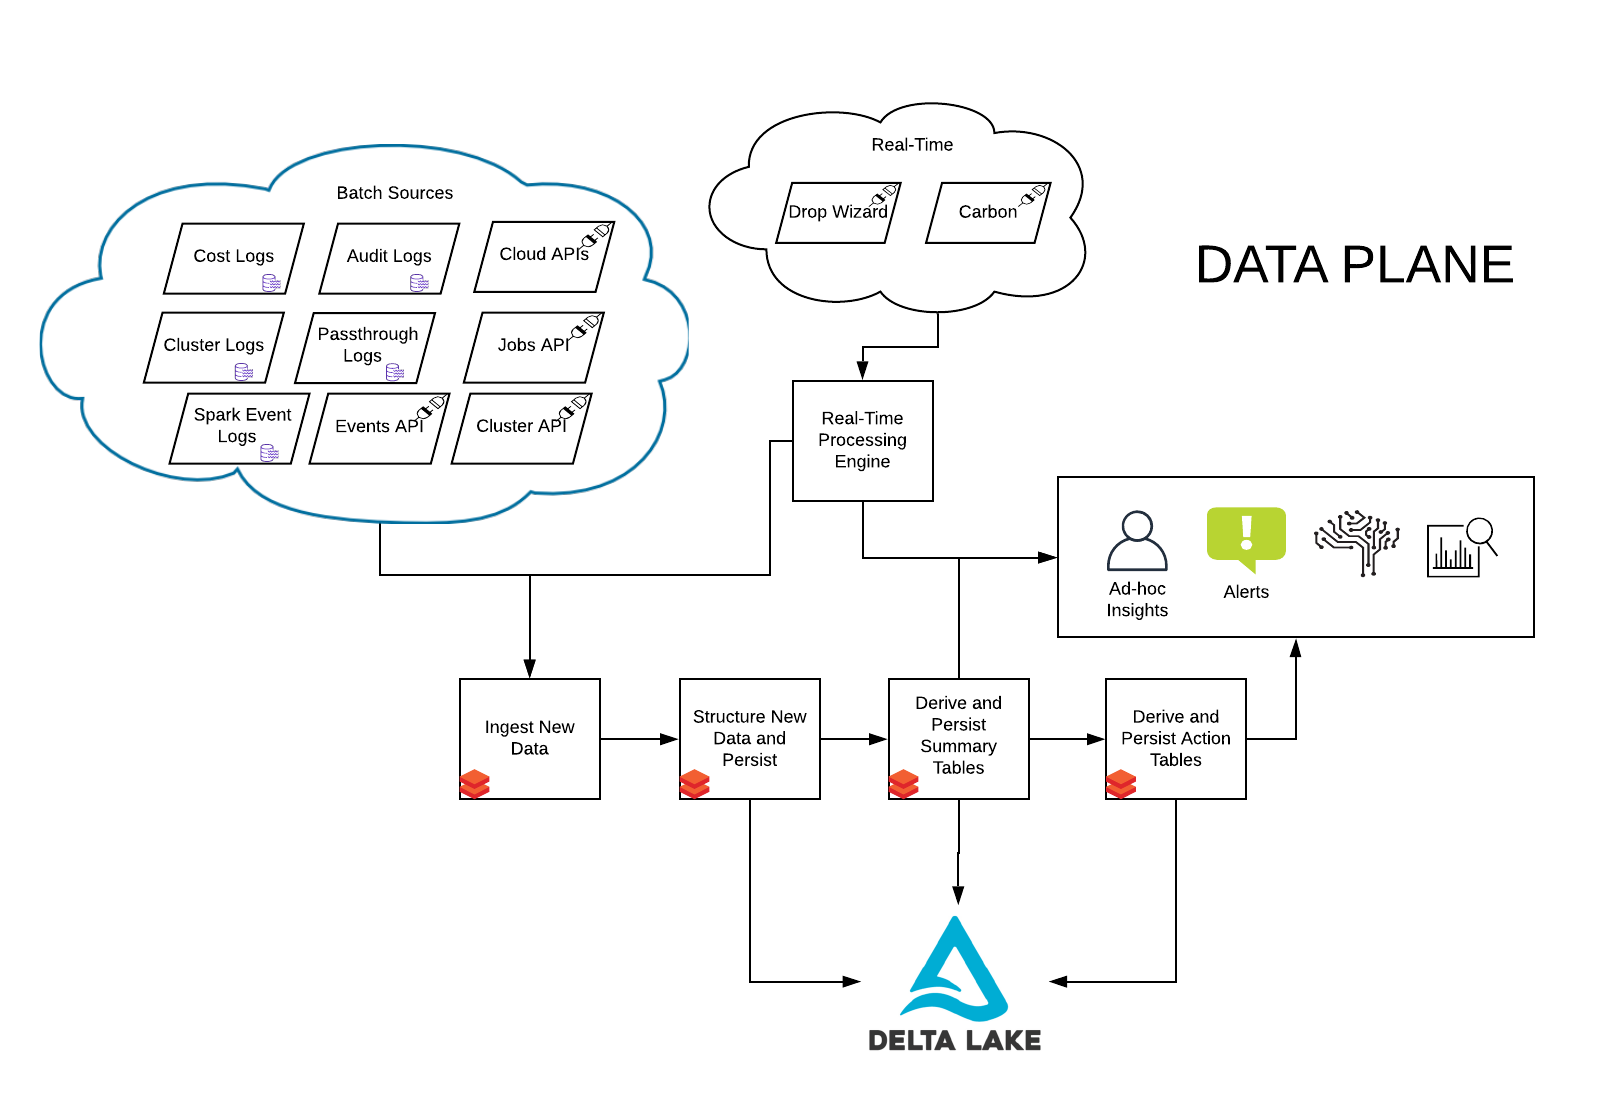 Real-Time
Drop Wizard
Carbon
Batch Sources
Cost Logs
Audit Logs
Cloud APIs
Cluster Logs
Passthrough
Logs
Jobs API
Spark Event
Logs
Events API
Cluster API
DATA PLANE
Real-Time
Processing
Engine
Ad-hoc
Insights
Alerts
Ingest New
Data
Structure New
Data and
Persist
Derive and
Persist
Summary
Tables
Derive and
Persist Action
Tables
DELTA LAKE